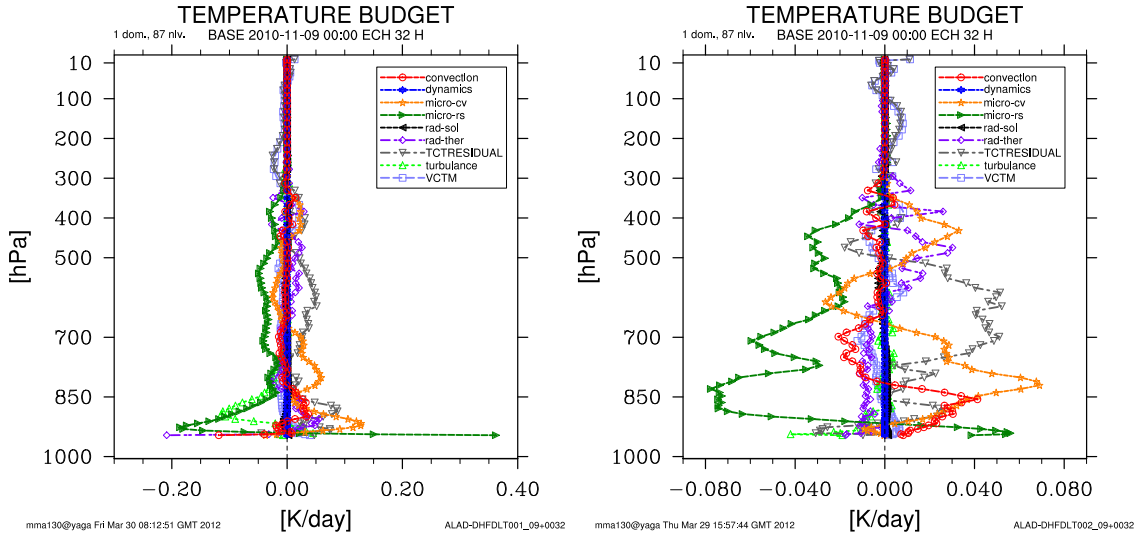 TEMPERATURE BUDGET
1 dom., 87 nlv. BASE 2010-11-09 00:00 ECH 32 H
10
100
200
300
400
500
700
850
1000
[hPa]
convection
dynamics
micro-cv
micro-rs
rad-sol
rad-ther
TCTRESIDUAL
turbulance
VCTM
−0.20 0.00 0.20 0.40
[K/day]
mma130@yaga Fri Mar 30 08:12:51 GMT 2012 ALAD-DHFDLT001_09+0032
TEMPERATURE BUDGET
1 dom., 87 nlv. BASE 2010-11-09 00:00 ECH 32 H
10
100
200
300
400
500
700
850
1000
[hPa]
convection
dynamics
micro-cv
micro-rs
rad-sol
rad-ther
TCTRESIDUAL
turbulance
VCTM
−0.080 −0.040 0.000 0.040 0.080
[K/day]
mma130@yaga Thu Mar 29 15:57:44 GMT 2012 ALAD-DHFDLT002_09+0032